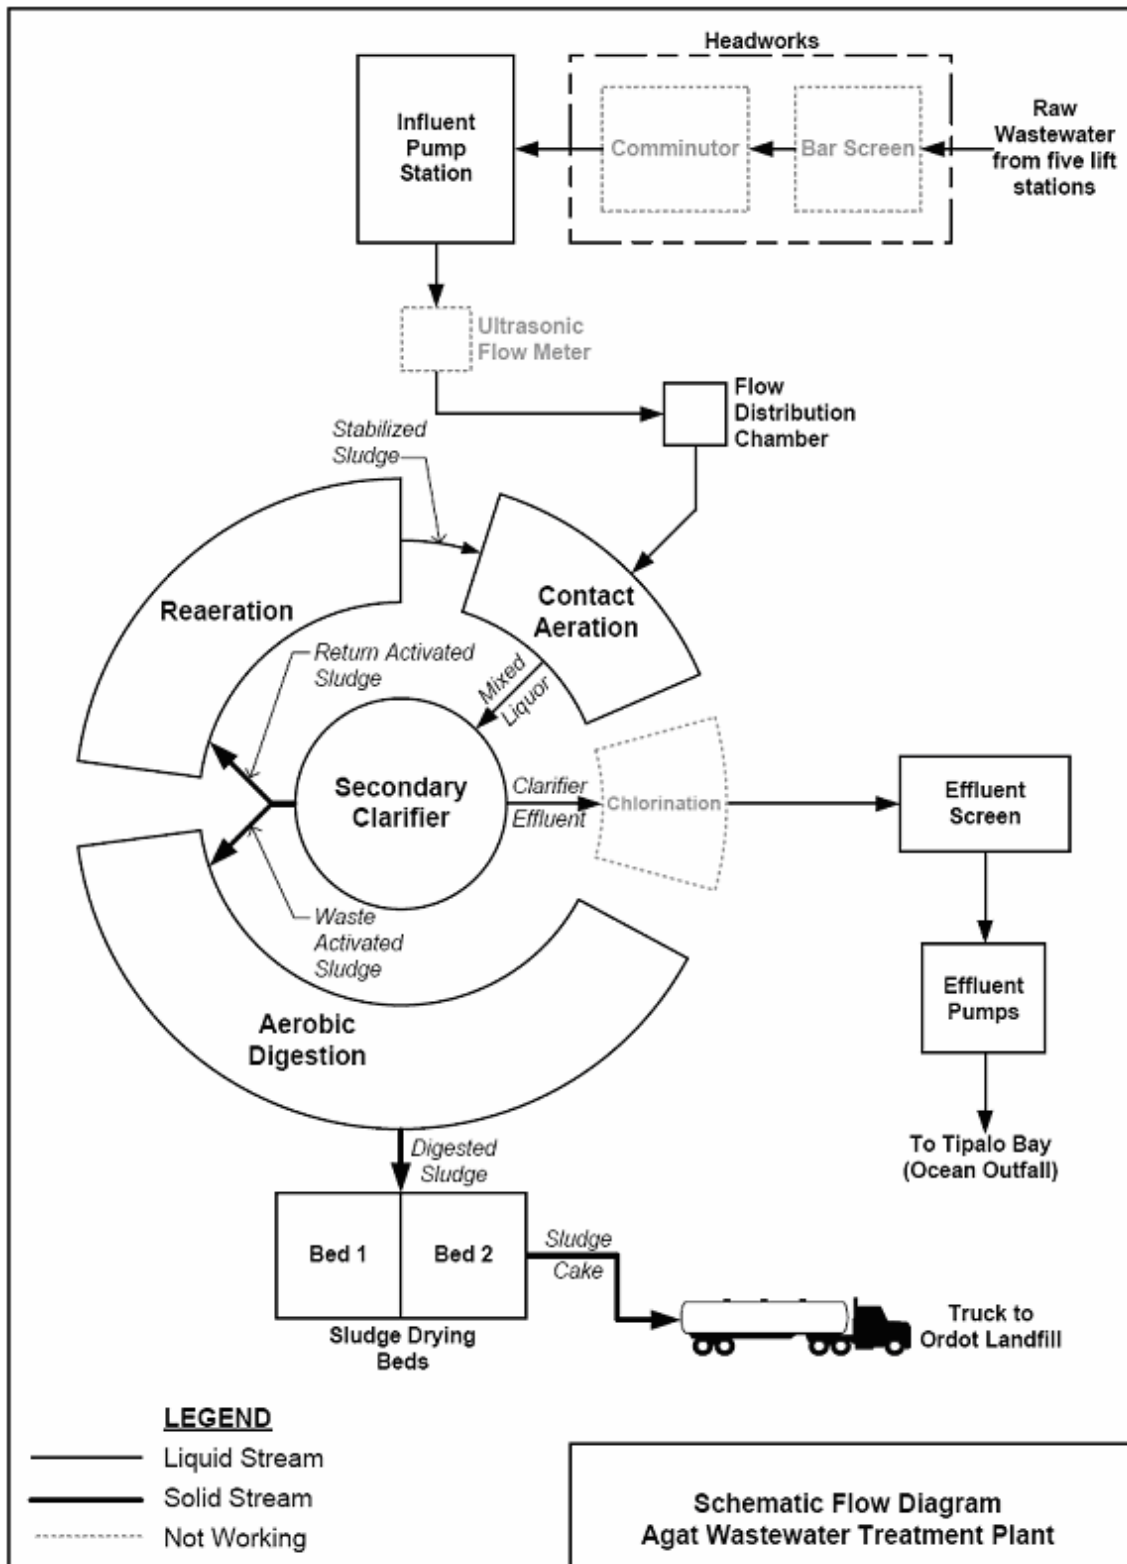 Headworks
Influent
Pump
Station
Comminutor
Bar Screen
Raw
Wastewater
from five lift
stations
Ultrasonic
Flow Meter
Flow
Distribution
Chamber
Stabilized
Sludge
Reaeration
Contact
Aeration
Return Activated
Sludge
Mixed
Liquor
Secondary
Clarifier
Clarifier
Effluent
Chlorination
Effluent
Screen
Waste
Activated
Sludge
Effluent
Pumps
Aerobic
Digestion
To Tipalo Bay
(Ocean Outfall)
Digested
Sludge
Bed 1
Bed 2
Sludge
Cake
Sludge Drying
Beds
Truck to
Ordot Landfill
LEGEND
Liquid Stream
Solid Stream
Not Working
Schematic Flow Diagram
Agat Wastewater Treatment Plant